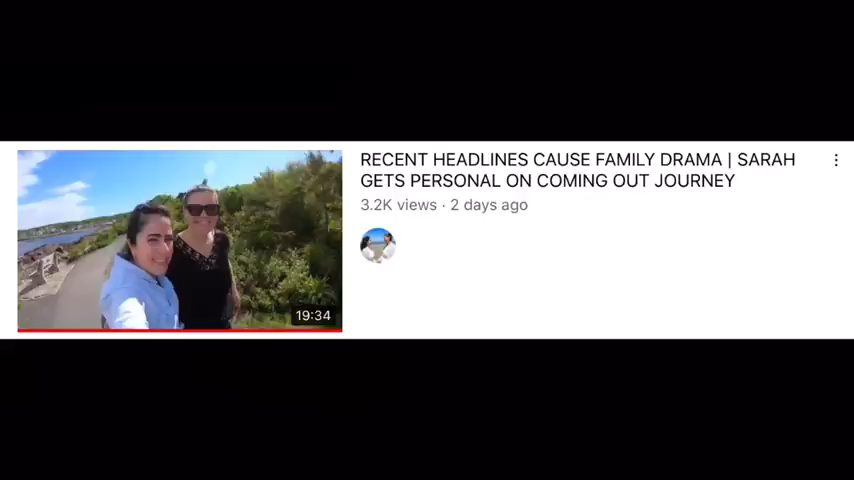 RECENT HEADLINES CAUSE FAMILY DRAMA | SARAH
GETS PERSONAL ON COMING OUT JOURNEY
3.2K views · 2 days ago
19:34